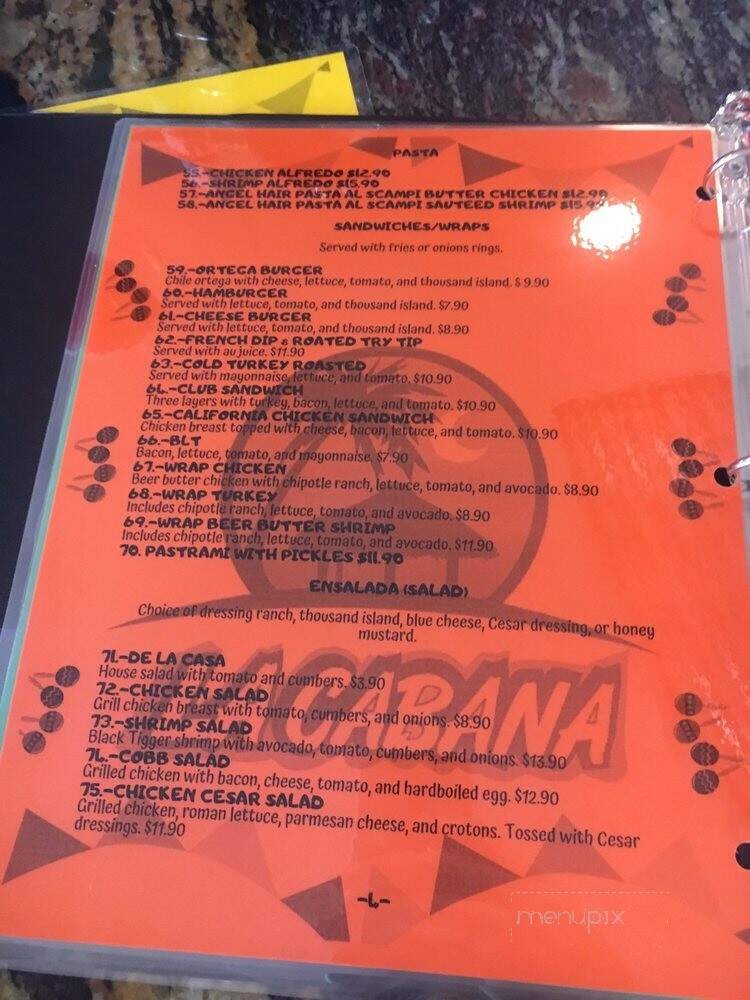 PASTA
55.-CHICKEN ALFREDO $12.90
56.-SHRIMP ALFREDO $15.90
57.-ANGEL HAIR PASTA AL SCAMPI BUTTER CHICKEN $12.90
58.-ANGEL HAIR PASTA AL SCAMPI SAUTEED SHRIMP $15.90
SANDWICHES/WRAPS
Served with fries or onions rings.
59.-ORTEGA BURGER
Chile ortega with cheese, lettuce, tomato, and thousand island. $ 9.90
60.-HAMBURGER
Served with lettuce, tomato, and thousand island. $7.90
61.-CHEESE BURGER
Served with lettuce, tomato, and thousand island. $8.90
62.-FRENCH DIP & ROATED TRY TIP
Served with au juice. $11.90
63.-COLD TURKEY ROASTED
Served with mayonnaise, lettuce, and tomato. $10.90
64.-CLUB SANDWICH
Three layers with turkey, bacon, lettuce, and tomato. $10.90
65.-CALIFORNIA CHICKEN SANDWICH
Chicken breast topped with cheese, bacon, lettuce, and tomato. $10.90
66.-BLT
Bacon, lettuce, tomato, and mayonnaise. $7.90
67.-WRAP CHICKEN
Beer butter chicken with chipotle ranch, lettuce, tomato, and avocado. $8.90
68.-WRAP TURKEY
Includes chipotle ranch, lettuce, tomato, and avocado. $8.90
69.-WRAP BEER BUTTER SHRIMP
Includes chipotle ranch, lettuce, tomato, and avocado. $11.90
70. PASTRAMI WITH PICKLES $11.90
ENSALADA (SALAD)
Choice of dressing ranch, thousand island, blue cheese, Cesar dressing, or honey
mustard.
71.-DE LA CASA
House salad with tomato and cumbers. $3.90
72.-CHICKEN SALAD
Grill chicken breast with tomato, cumbers, and onions. $8.90
73.-SHRIMP SALAD
Black Tigger shrimp with avocado, tomato, cumbers, and onions. $13.90
74.-COBB SALAD
Grilled chicken with bacon, cheese, tomato, and hardboiled egg. $12.90
75.-CHICKEN CESAR SALAD
Grilled chicken, roman lettuce, parmesan cheese, and crotons. Tossed with Cesar
dressings. $11.90
LA CABANA
-4-
menupix